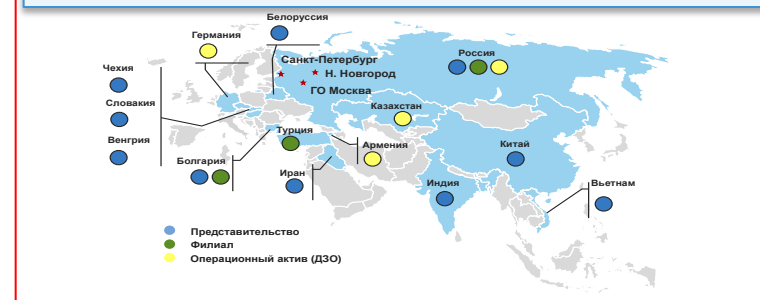 Белоруссия
Германия
Санкт-Петербург
Россия
Чехия
Н. Новгород
ГО Москва
Словакия
Казахстан
Венгрия
Турция
Армения
Китай
Болгария
Иран
Индия
Вьетнам
Представительство
Филиал
Операционный актив (ДЗО)